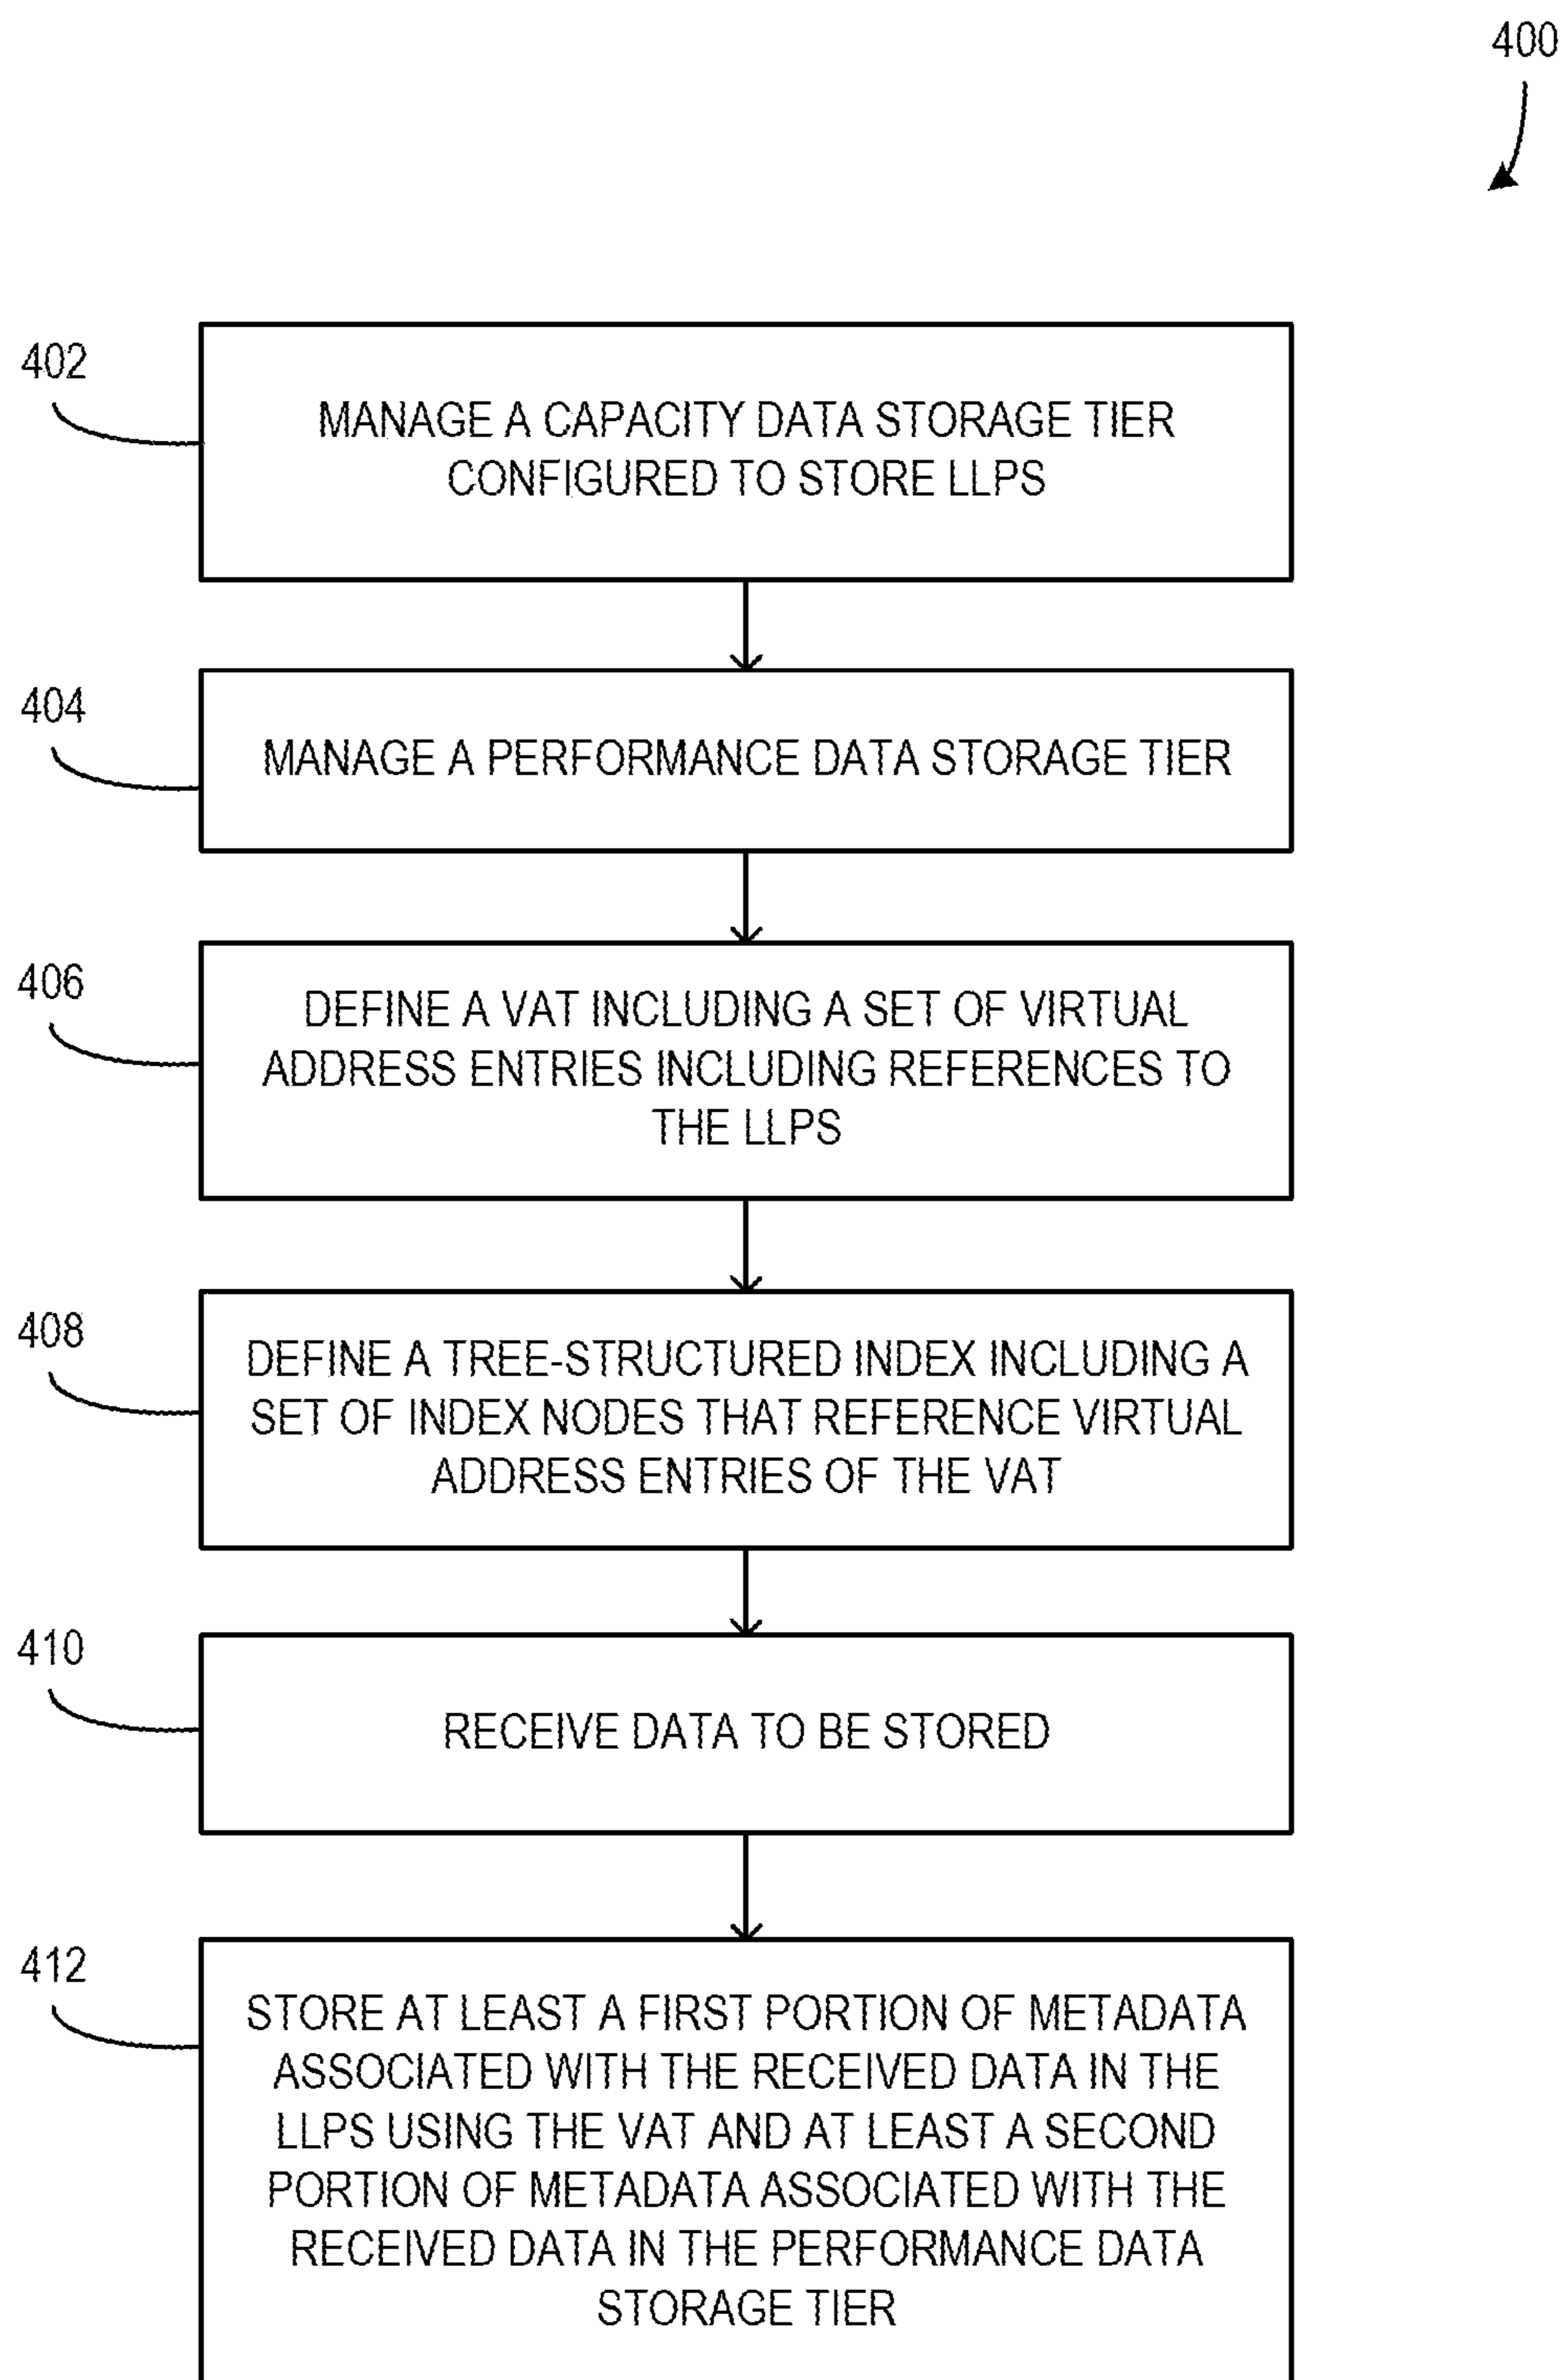 400
402
MANAGE A CAPACITY DATA STORAGE TIER
CONFIGURED TO STORE LLPS
404
MANAGE A PERFORMANCE DATA STORAGE TIER
406
DEFINE A VAT INCLUDING A SET OF VIRTUAL
ADDRESS ENTRIES INCLUDING REFERENCES TO
THE LLPS
408
DEFINE A TREE-STRUCTURED INDEX INCLUDING A
SET OF INDEX NODES THAT REFERENCE VIRTUAL
ADDRESS ENTRIES OF THE VAT
410
RECEIVE DATA TO BE STORED
412
STORE AT LEAST A FIRST PORTION OF METADATA
ASSOCIATED WITH THE RECEIVED DATA IN THE
LLPS USING THE VAT AND AT LEAST A SECOND
PORTION OF METADATA ASSOCIATED WITH THE
RECEIVED DATA IN THE PERFORMANCE DATA
STORAGE TIER